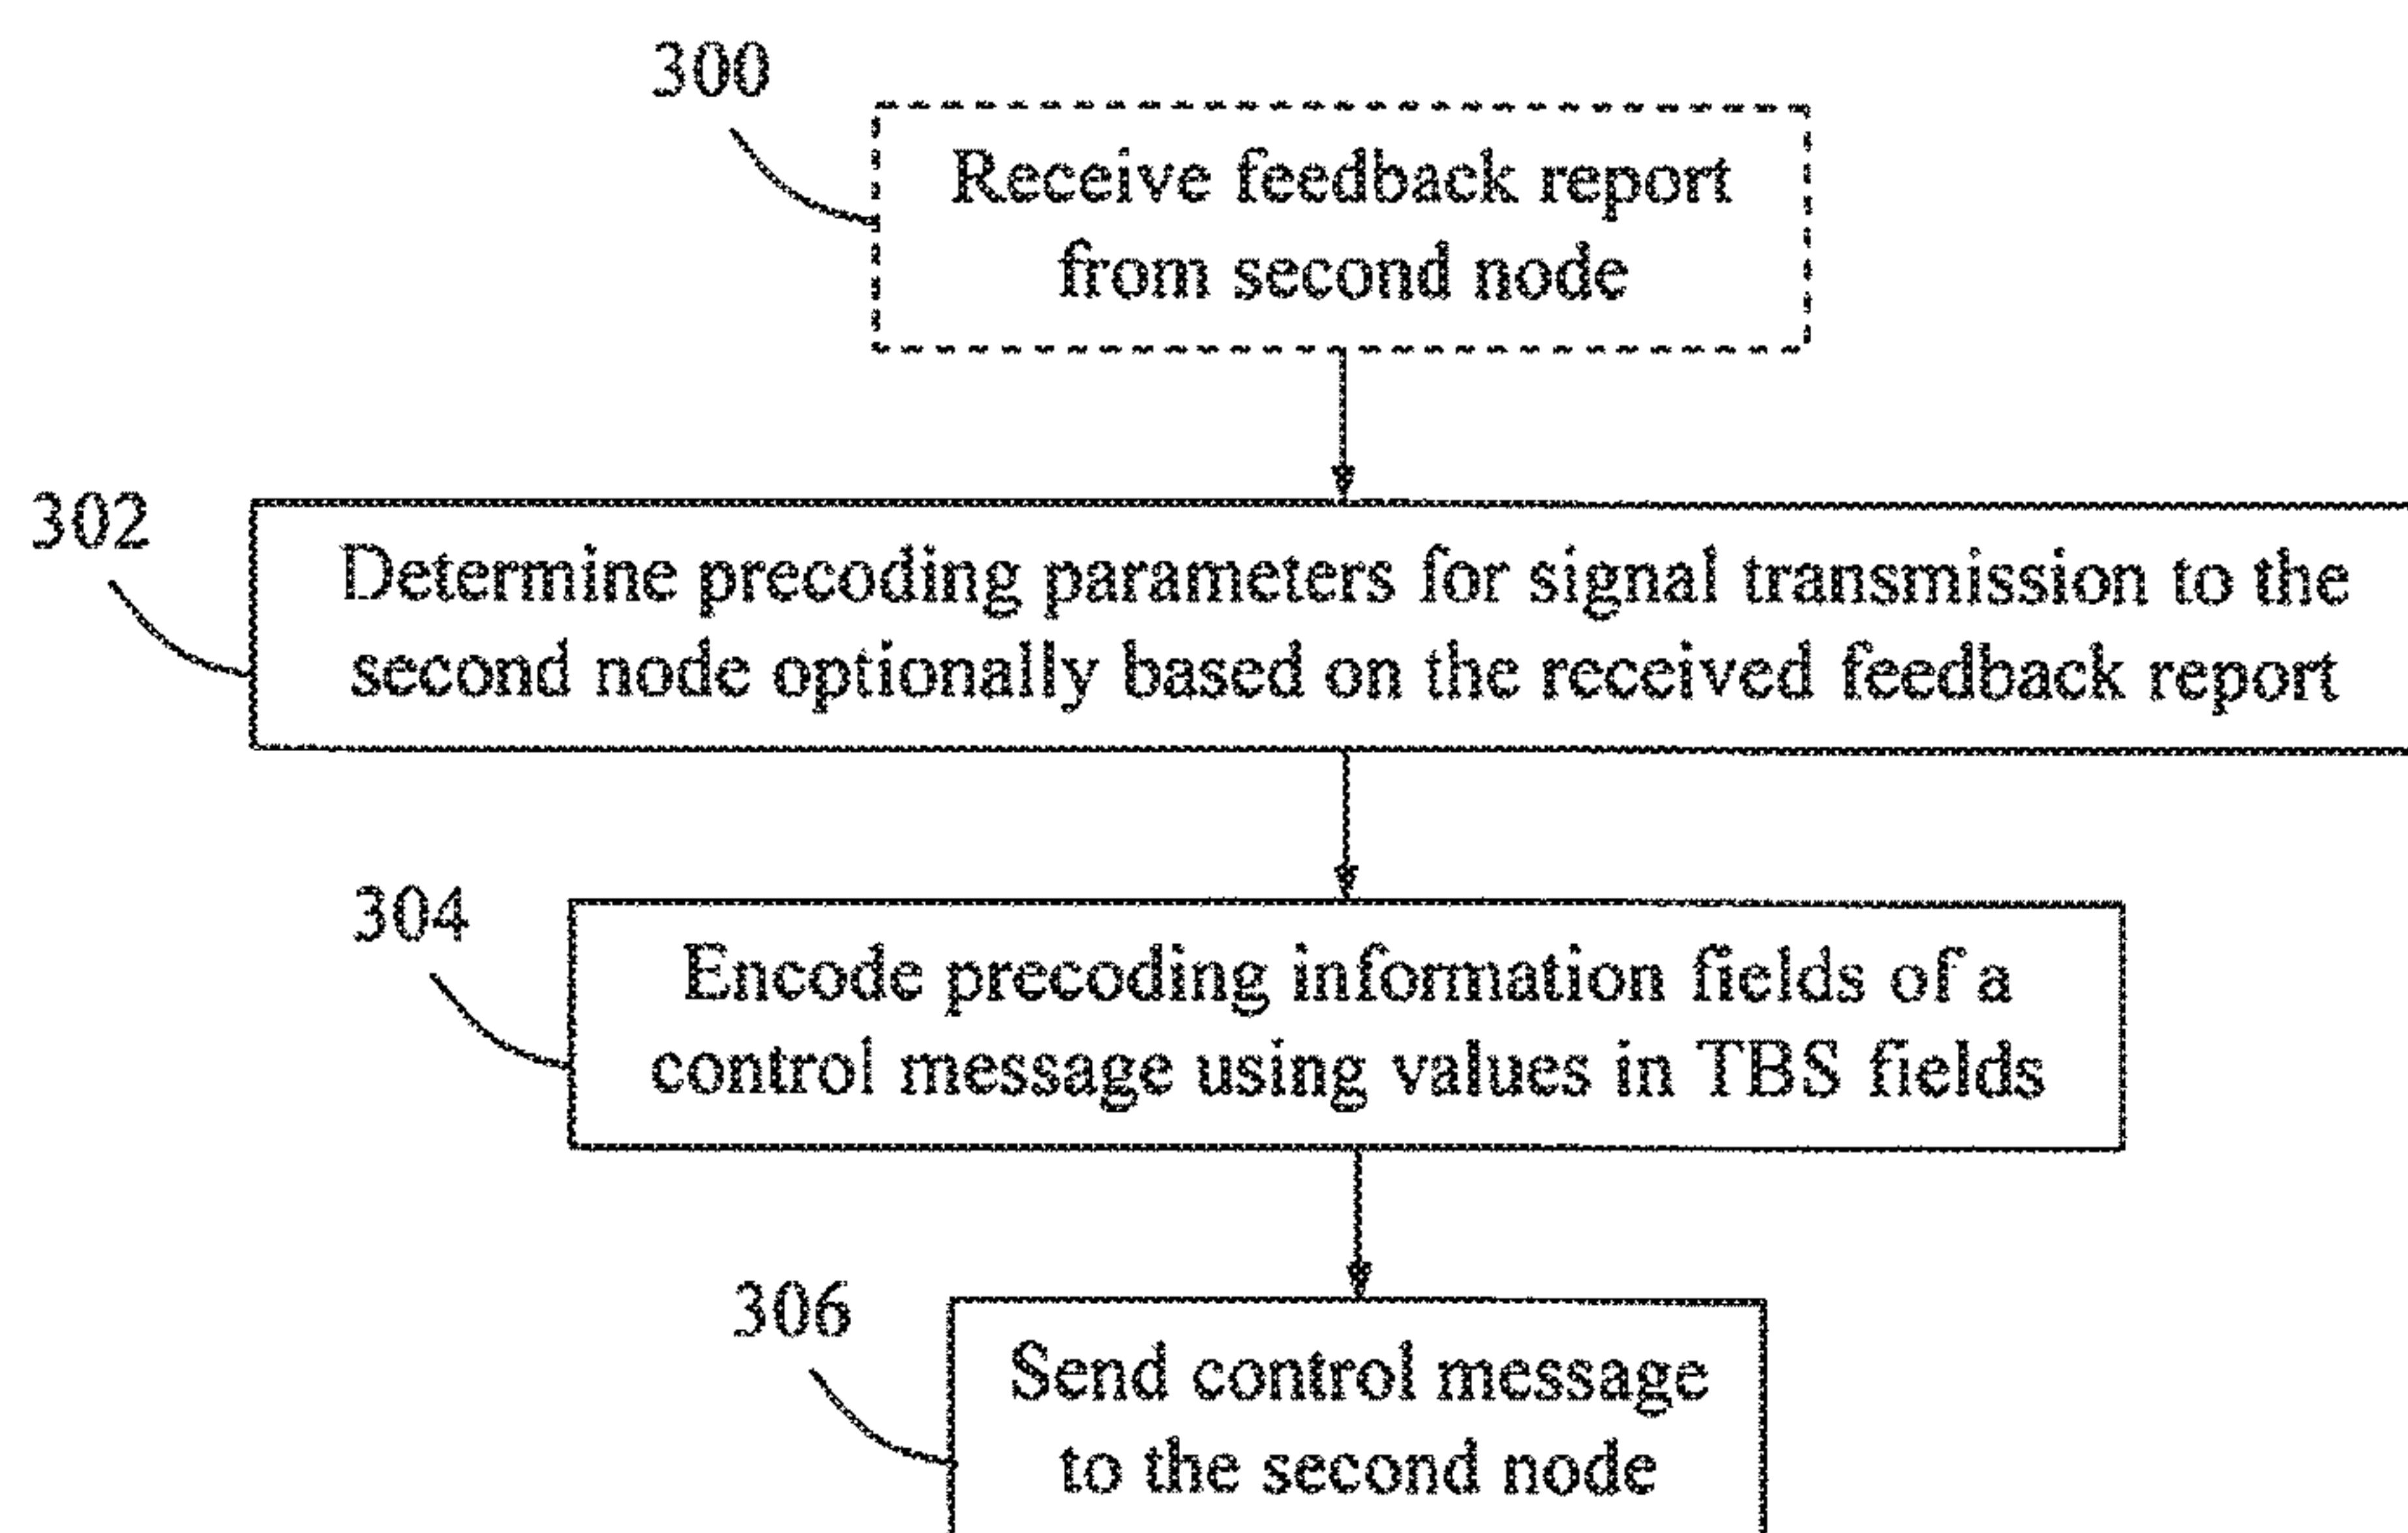 300
Receive feedback report
from second node
302
Determine precoding parameters for signal transmission to the
second node optionally based on the received feedback report
304
Encode precoding information fields of a
control message using values in TBS fields
306
Send control message
to the second node